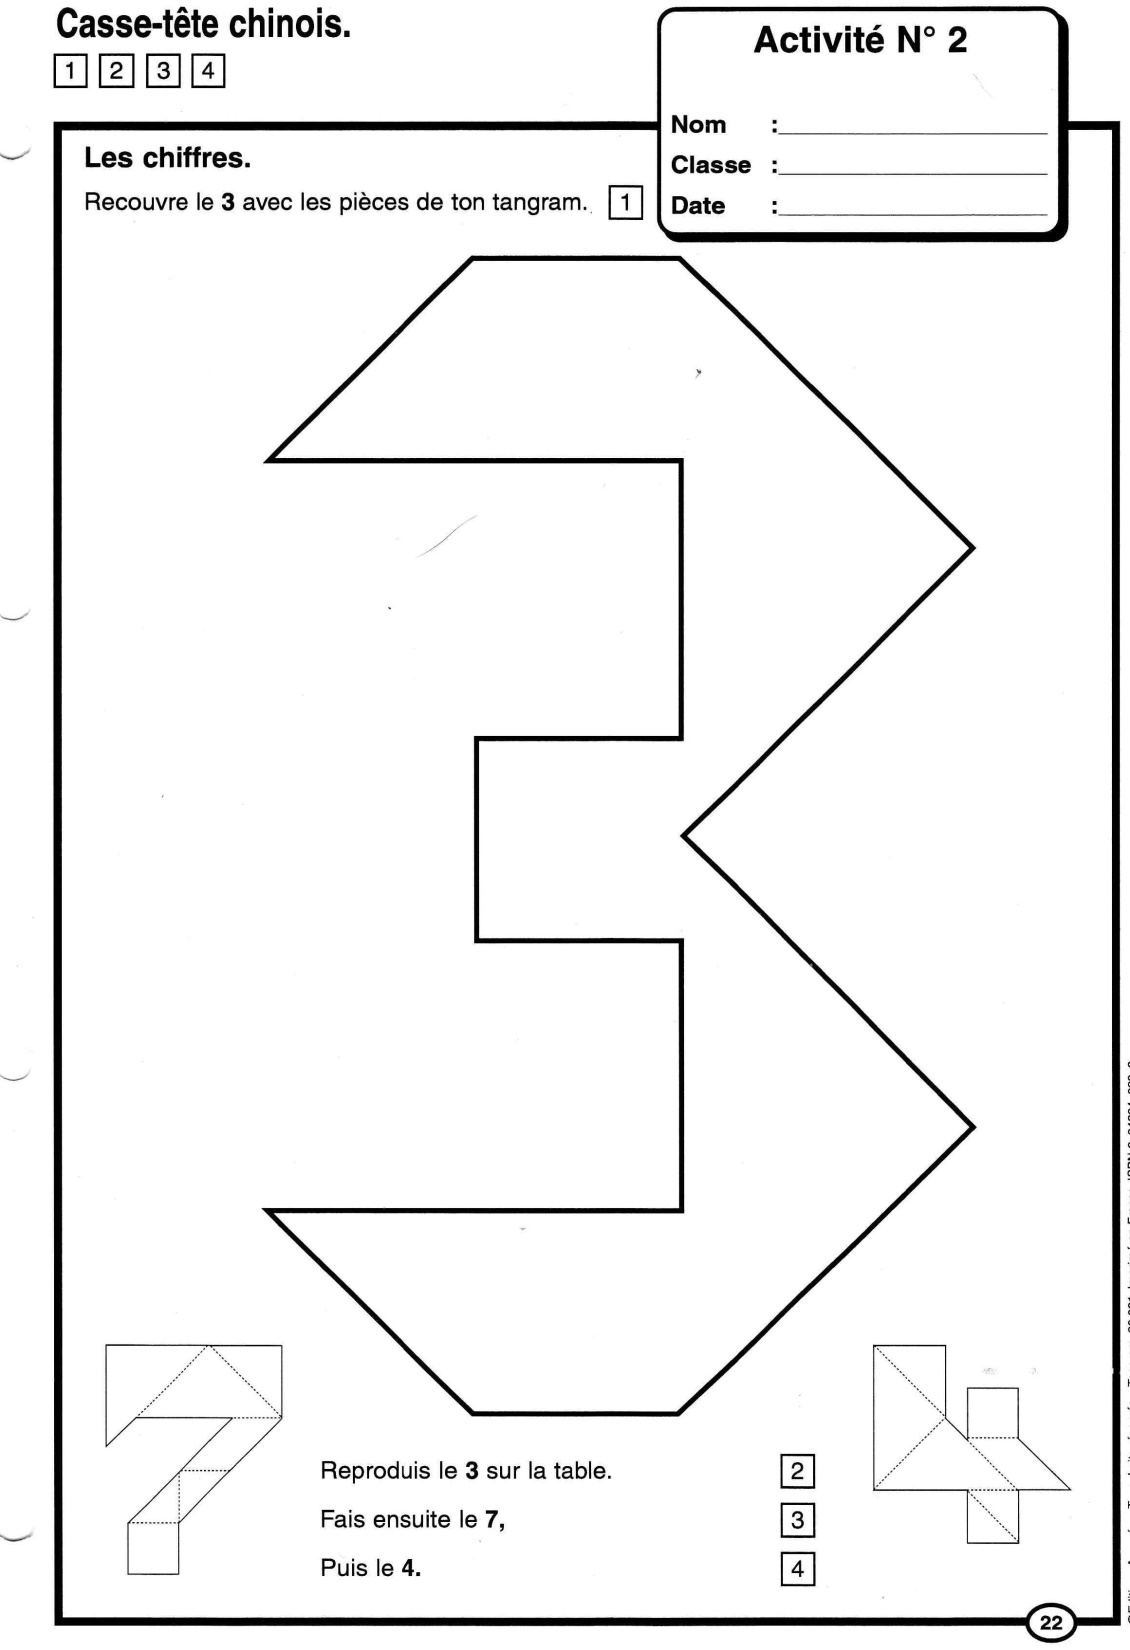 Casse-tête chinois.
1 2 3 4
Activité N° 2
Nom :
Classe :
Date :
Les chiffres.
Recouvre le 3 avec les pièces de ton tangram. 1
Reproduis le 3 sur la table. 2
Fais ensuite le 7, 3
Puis le 4. 4
22